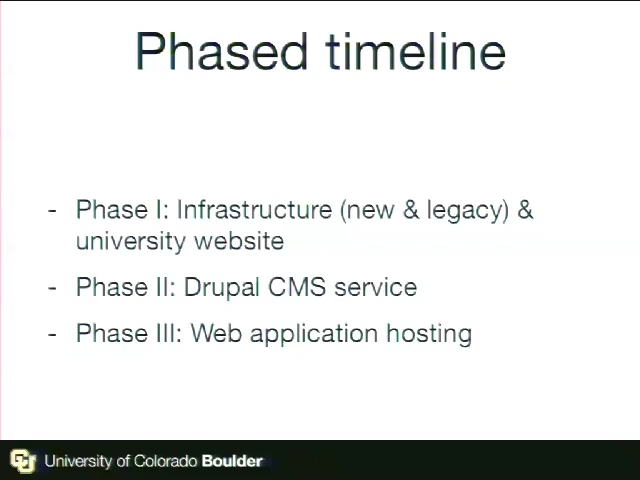 Phased timeline
- Phase I: Infrastructure (new & legacy) &
university website
- Phase II: Drupal CMS service
- Phase III: Web application hosting
CU University of Colorado Boulder